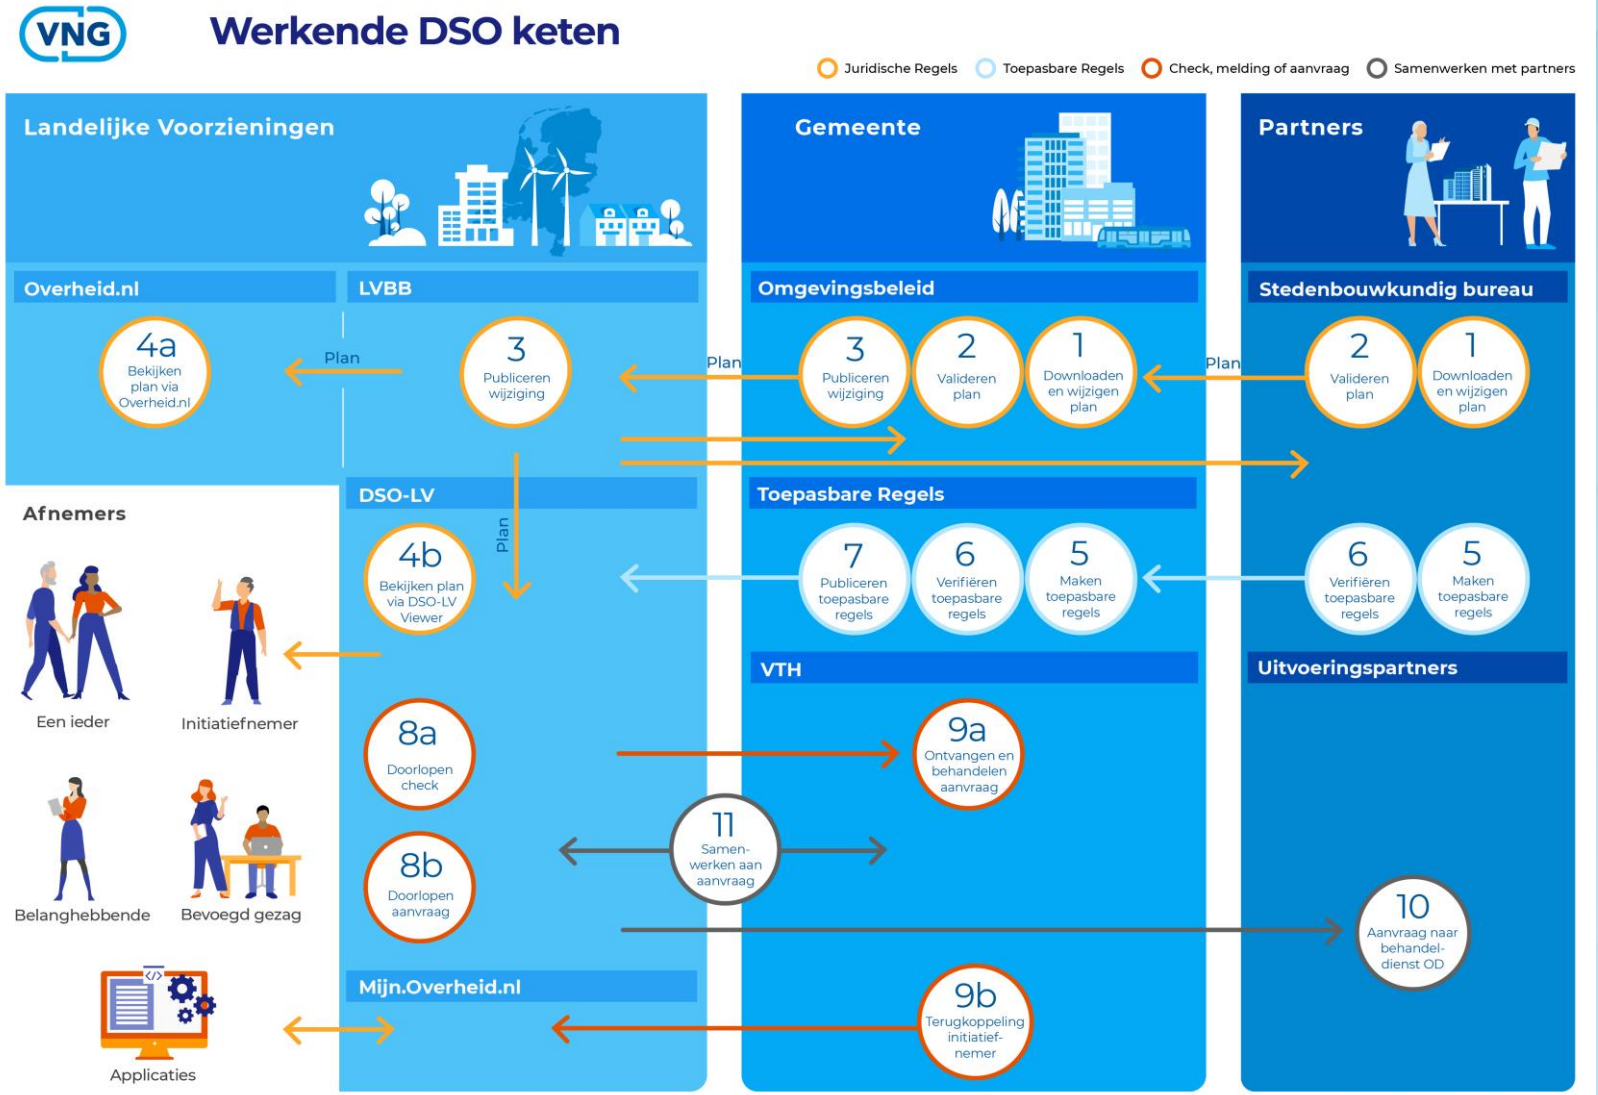 VNG
Werkende DSO keten
Juridische Regels
Toepasbare Regels
Check, melding of aanvraag
Samenwerken met partners
Landelijke Voorzieningen
Gemeente
Partners
Overheid.nl
LVBB
Omgevingsbeleid
Stedenbouwkundig bureau
4a
Bekijken
plan via
Overheid.nl
Plan
3
Publiceren
wijziging
Plan
3
Publiceren
wijziging
2
Valideren
plan
1
Downloaden
en wijzigen
plan
Plan
2
Valideren
plan
1
Downloaden
en wijzigen
plan
Afnemers
DSO-LV
Toepasbare Regels
4b
Bekijken plan
via DSO-LV
Viewer
Plan
7
Publiceren
toepasbare
regels
6
Verifiëren
toepasbare
regels
5
Maken
toepasbare
regels
6
Verifiëren
toepasbare
regels
5
Maken
toepasbare
regels
Een ieder
Initiatiefnemer
VTH
Uitvoeringspartners
8a
Doorlopen
check
9a
Ontvangen en
behandelen
aanvraag
11
Samen-
werken aan
aanvraag
8b
Doorlopen
aanvraag
Belanghebbende
Bevoegd gezag
10
Aanvraag naar
behandel-
dienst OD
</>
Applicaties
Mijn.Overheid.nl
9b
Terugkoppeling
initiatief-
nemer